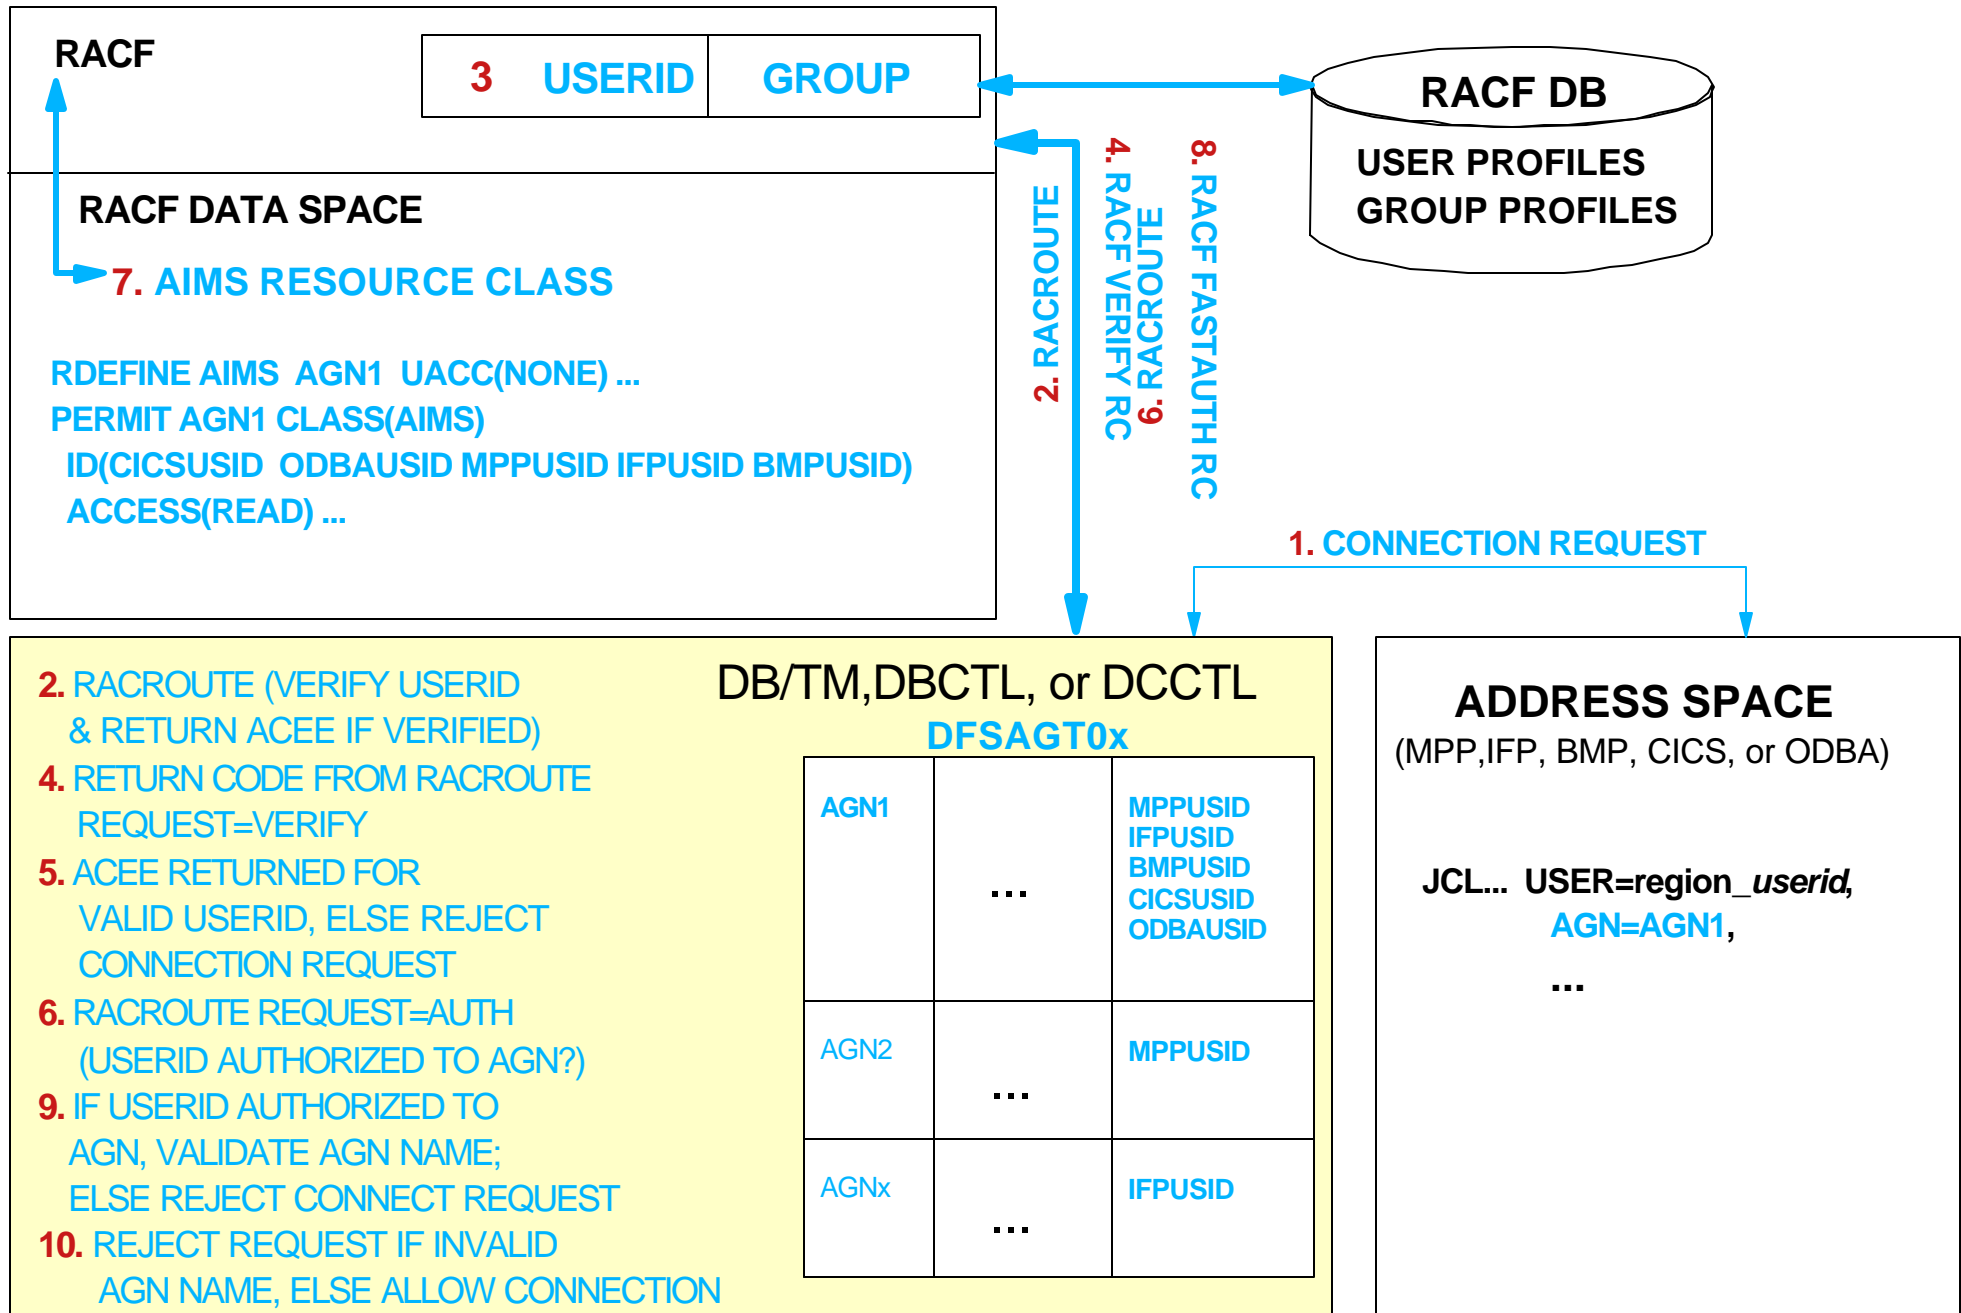 RACF
3 USERID GROUP
RACF DB
USER PROFILES
GROUP PROFILES
RACF DATA SPACE
7. AIMS RESOURCE CLASS
RDEFINE AIMS AGN1 UACC(NONE) ...
PERMIT AGN1 CLASS(AIMS)
ID(CICSUSID ODBAUSID MPPUSID IFPUSID BMPUSID)
ACCESS(READ) ...
2. RACROUTE
4. RACF VERIFY RC
6. RACROUTE
8. RACF FASTAUTH RC
1. CONNECTION REQUEST
2. RACROUTE (VERIFY USERID
& RETURN ACEE IF VERIFIED)
4. RETURN CODE FROM RACROUTE
REQUEST=VERIFY
5. ACEE RETURNED FOR
VALID USERID, ELSE REJECT
CONNECTION REQUEST
6. RACROUTE REQUEST=AUTH
(USERID AUTHORIZED TO AGN?)
9. IF USERID AUTHORIZED TO
AGN, VALIDATE AGN NAME;
ELSE REJECT CONNECT REQUEST
10. REJECT REQUEST IF INVALID
AGN NAME, ELSE ALLOW CONNECTION
DB/TM,DBCTL, or DCCTL
DFSAGT0x
AGN1 ... MPPUSID
IFPUSID
BMPUSID
CICSUSID
ODBAUSID
AGN2 ... MPPUSID
AGNx ... IFPUSID
ADDRESS SPACE
(MPP,IFP, BMP, CICS, or ODBA)
JCL... USER=region_userid,
AGN=AGN1,
...